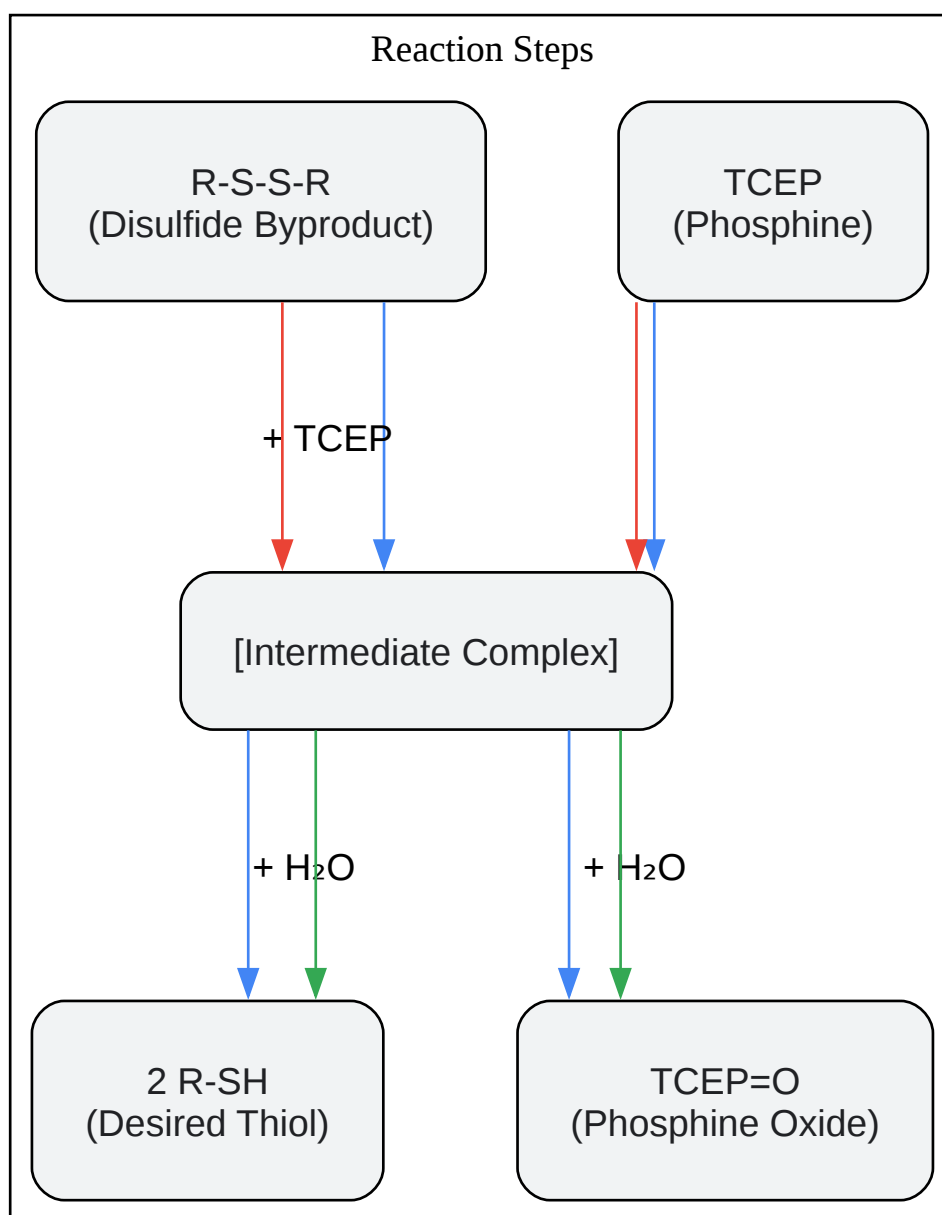 Reaction Steps
R-S-S-R
(Disulfide Byproduct)
TCEP
(Phosphine)
+ TCEP
[Intermediate Complex]
+ H₂O
+ H₂O
2 R-SH
(Desired Thiol)
TCEP=O
(Phosphine Oxide)